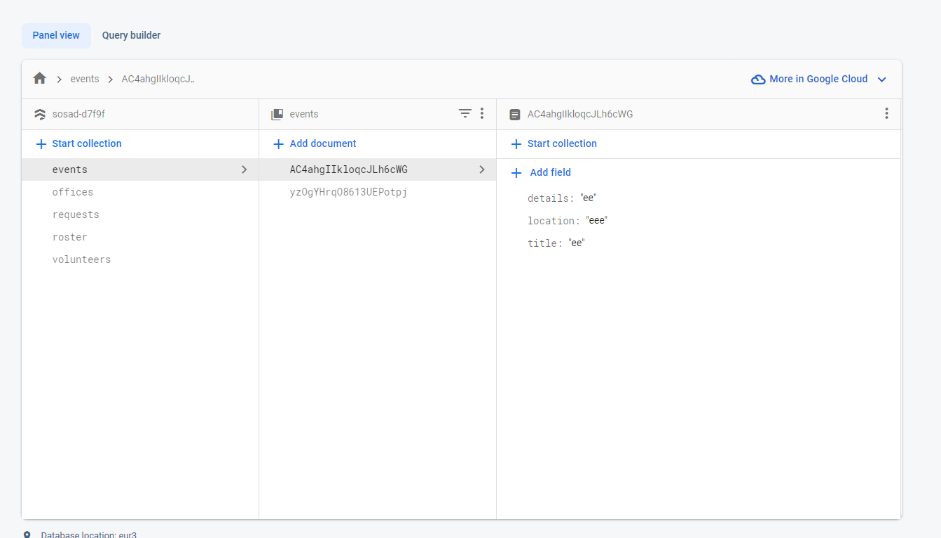 Panel view
Query builder
events
AC4ahgIIkloqcJ...
More in Google Cloud
sosad-d7f9f
events
AC4ahgIIkloqcJLh6cWG
Start collection
Add document
Start collection
events
AC4ahgIIkloqcJLh6cWG
Add field
offices
yzOgYHrqO8613UEPotpj
details: "ee"
requests
location: "eee"
roster
title: "ee"
volunteers
Database location: eur3